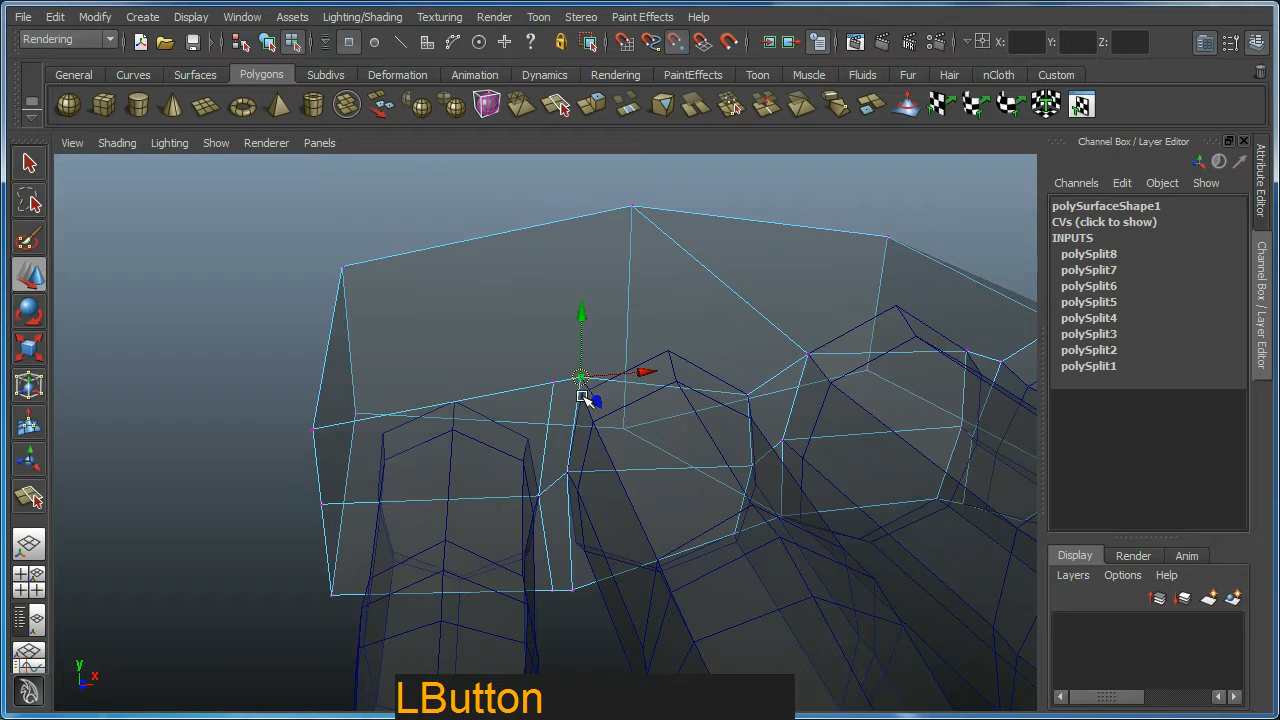 File Edit Modify Create Display Window Assets Lighting/Shading Texturing Render Toon Stereo Paint Effects Help
Rendering X: Y: Z:
General Curves Surfaces Polygons Subdivs Deformation Animation Dynamics Rendering PaintEffects Toon Muscle Fluids Fur Hair nCloth Custom
View Shading Lighting Show Renderer Panels
Channel Box / Layer Editor
Channels Edit Object Show
polySurfaceShape1
CVs (click to show)
INPUTS
polySplit8
polySplit7
polySplit6
polySplit5
polySplit4
polySplit3
polySplit2
polySplit1
Attribute Editor
Channel Box / Layer Editor
Display Render Anim
Layers Options Help
y
x
LButton